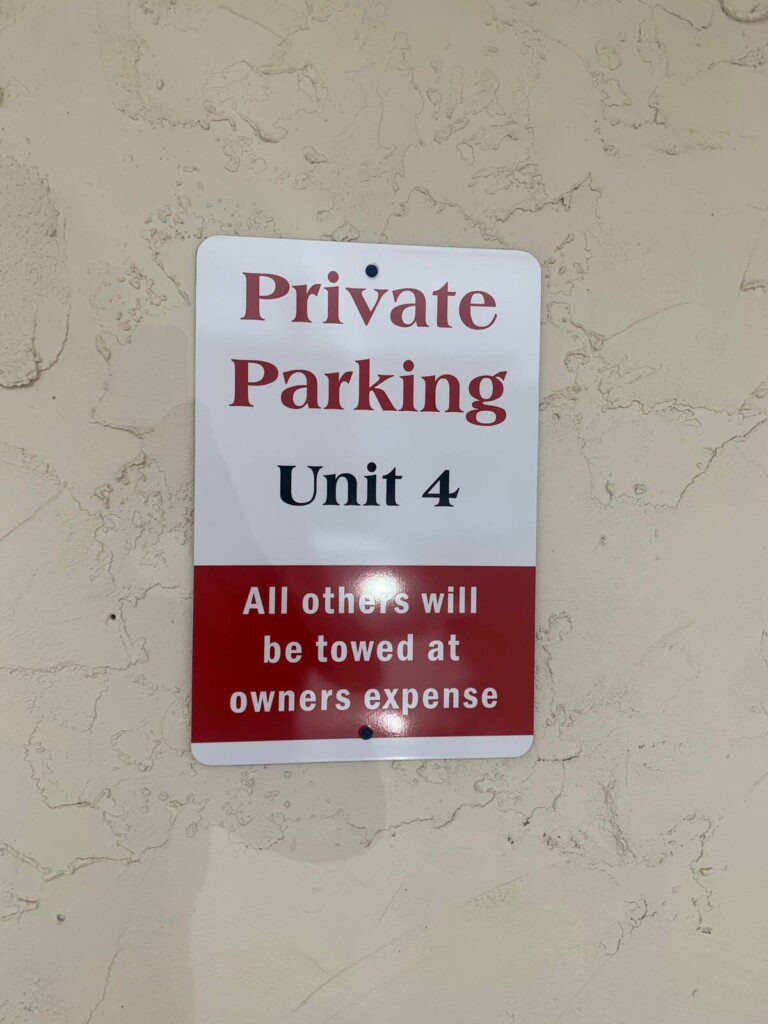 Private
Parking
Unit 4
All others will
be towed at
owners expense